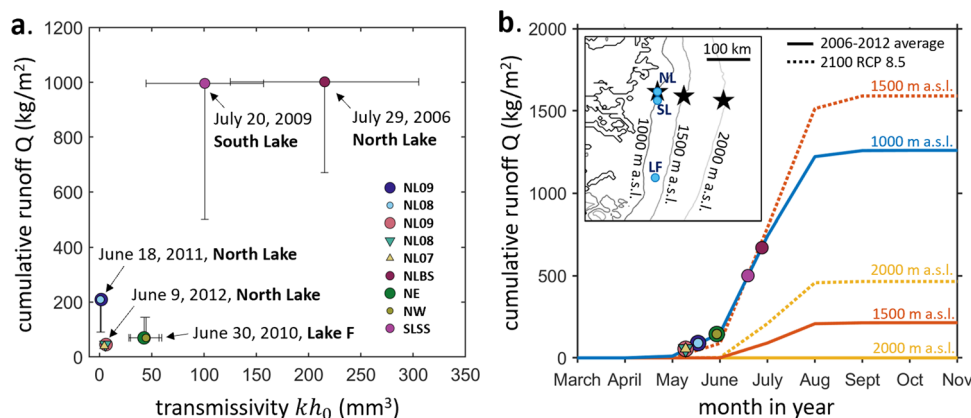 a.
cumulative runoff Q (kg/m²)
1200
1000
800
600
400
200
0
July 20, 2009
South Lake
July 29, 2006
North Lake
June 18, 2011, North Lake
June 9, 2012, North Lake
June 30, 2010, Lake F
NL09
NL08
NL09
NL08
NL07
NLBS
NE
NW
SLSS
0 50 100 150 200 250 300 350
transmissivity kh₀ (mm³)
b.
cumulative runoff Q (kg/m²)
2000
1500
1000
500
0
100 km
NL
SL
LF
1000 m a.s.l.
1500 m a.s.l.
2000 m a.s.l.
2006-2012 average
2100 RCP 8.5
1500 m a.s.l.
1000 m a.s.l.
2000 m a.s.l.
1500 m a.s.l.
2000 m a.s.l.
March April May June July Aug Sept Oct Nov
month in year